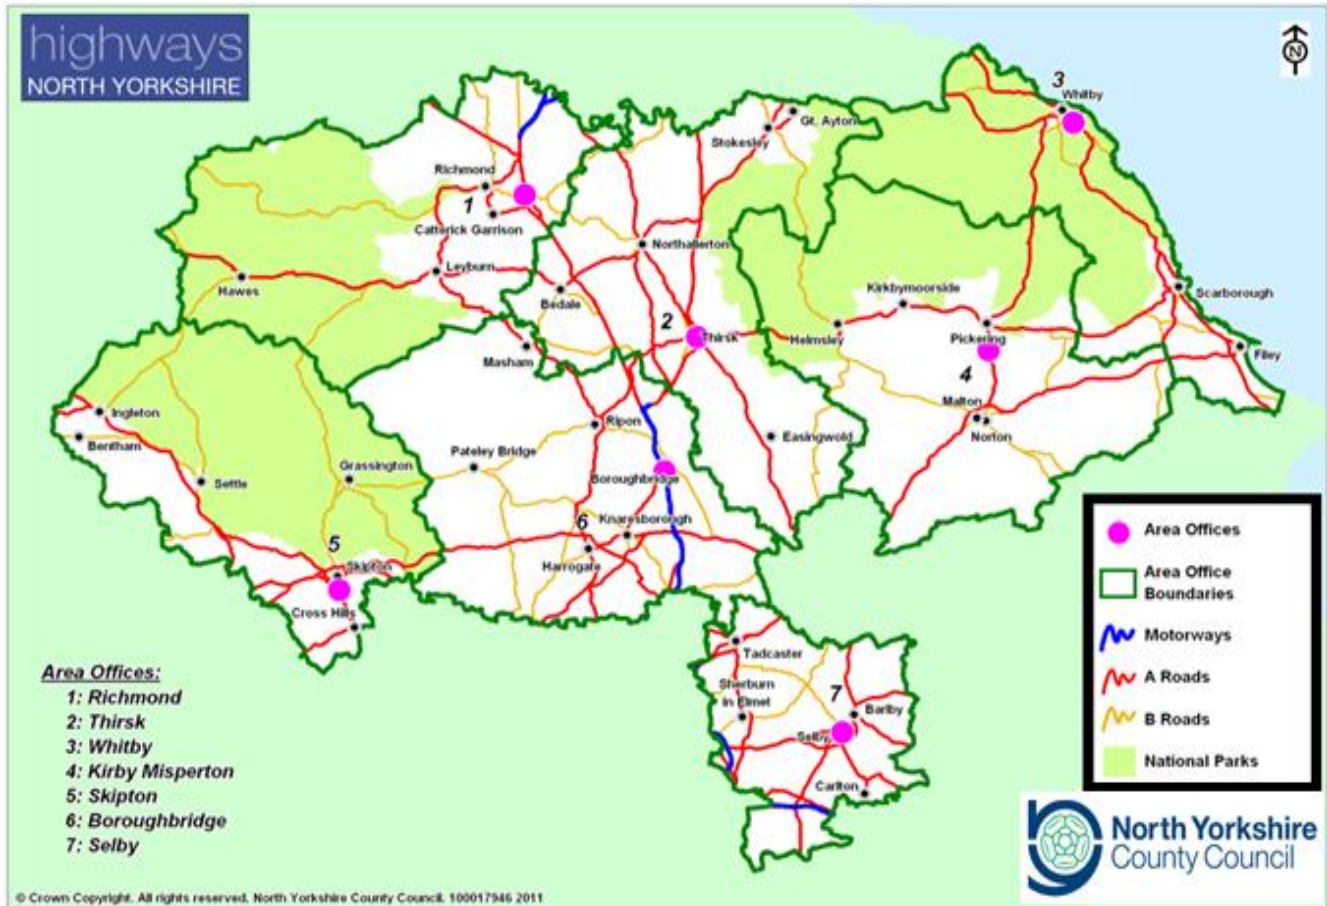 highways
NORTH YORKSHIRE
N
3
Whitby
Gt. Ayton
Stokesley
Richmond
1
Catterick Garrison
Northallerton
Leyburn
Hawes
Bedale
Kirkbymoorside
Scarborough
2
Thirsk
Helmsley
Pickering
Filey
Masham
4
Malton
Norton
Ingleton
Bentham
Ripon
Easingwold
Pateley Bridge
Grassington
Settle
Boroughbridge
6
Knaresborough
Harrogate
5
Skipton
Cross Hills
Tadcaster
Sherburn
In Elmet
7
Barlby
Selby
Carlton
Area Offices
Area Office
Boundaries
Motorways
A Roads
B Roads
National Parks
Area Offices:
1: Richmond
2: Thirsk
3: Whitby
4: Kirby Misperton
5: Skipton
6: Boroughbridge
7: Selby
North Yorkshire
County Council
© Crown Copyright. All rights reserved. North Yorkshire County Council. 100017946 2011